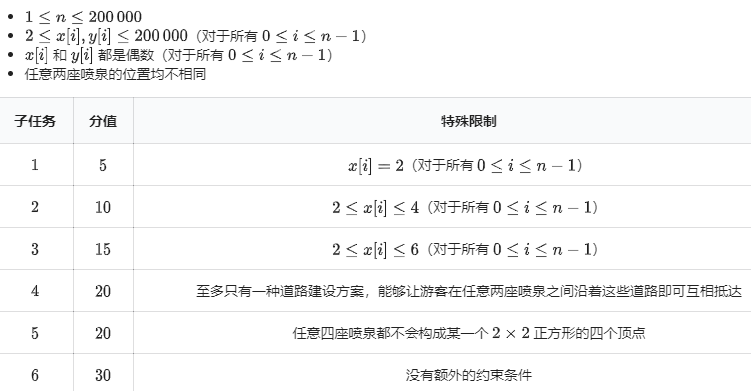 • 1 ≤ n ≤ 200 000
• 2 ≤ x[i], y[i] ≤ 200 000（对于所有 0 ≤ i ≤ n − 1）
• x[i] 和 y[i] 都是偶数（对于所有 0 ≤ i ≤ n − 1）
• 任意两座喷泉的位置均不相同
子任务 分值 特殊限制
1 5 x[i] = 2（对于所有 0 ≤ i ≤ n − 1）
2 10 2 ≤ x[i] ≤ 4（对于所有 0 ≤ i ≤ n − 1）
3 15 2 ≤ x[i] ≤ 6（对于所有 0 ≤ i ≤ n − 1）
4 20 至多只有一种道路建设方案，能够让游客在任意两座喷泉之间沿着这些道路即可互相抵达
5 20 任意四座喷泉都不会构成某一个 2 × 2 正方形的四个顶点
6 30 没有额外的约束条件